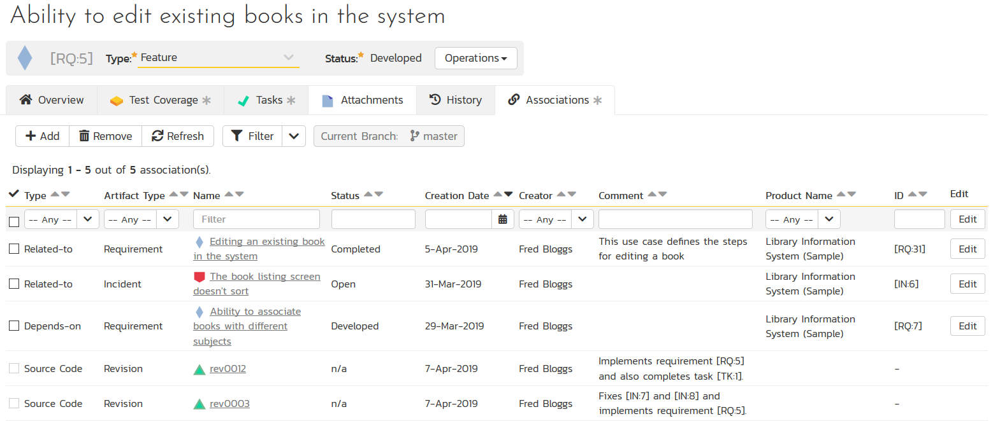 Ability to edit existing books in the system
[RQ:5] Type: Feature Status: Developed Operations
Overview Test Coverage Tasks Attachments History Associations
Add Remove Refresh Filter Current Branch: master
Displaying 1 - 5 out of 5 association(s).
Type Artifact Type Name Status Creation Date Creator Comment Product Name ID Edit
-- Any -- -- Any -- Filter -- Any -- -- Any -- Edit
Related-to Requirement Editing an existing book Completed 5-Apr-2019 Fred Bloggs This use case defines the steps Library Information [RQ:31] Edit
in the system for editing a book System (Sample)
Related-to Incident The book listing screen Open 31-Mar-2019 Fred Bloggs Library Information [IN:6] Edit
doesn't sort System (Sample)
Depends-on Requirement Ability to associate Developed 29-Mar-2019 Fred Bloggs Library Information [RQ:7] Edit
books with different System (Sample)
subjects
Source Code Revision rev0012 n/a 7-Apr-2019 Fred Bloggs Implements requirement [RQ:5] -
and also completes task [TK:1].
Source Code Revision rev0003 n/a 7-Apr-2019 Fred Bloggs Fixes [IN:7] and [IN:8] and -
implements requirement [RQ:5].